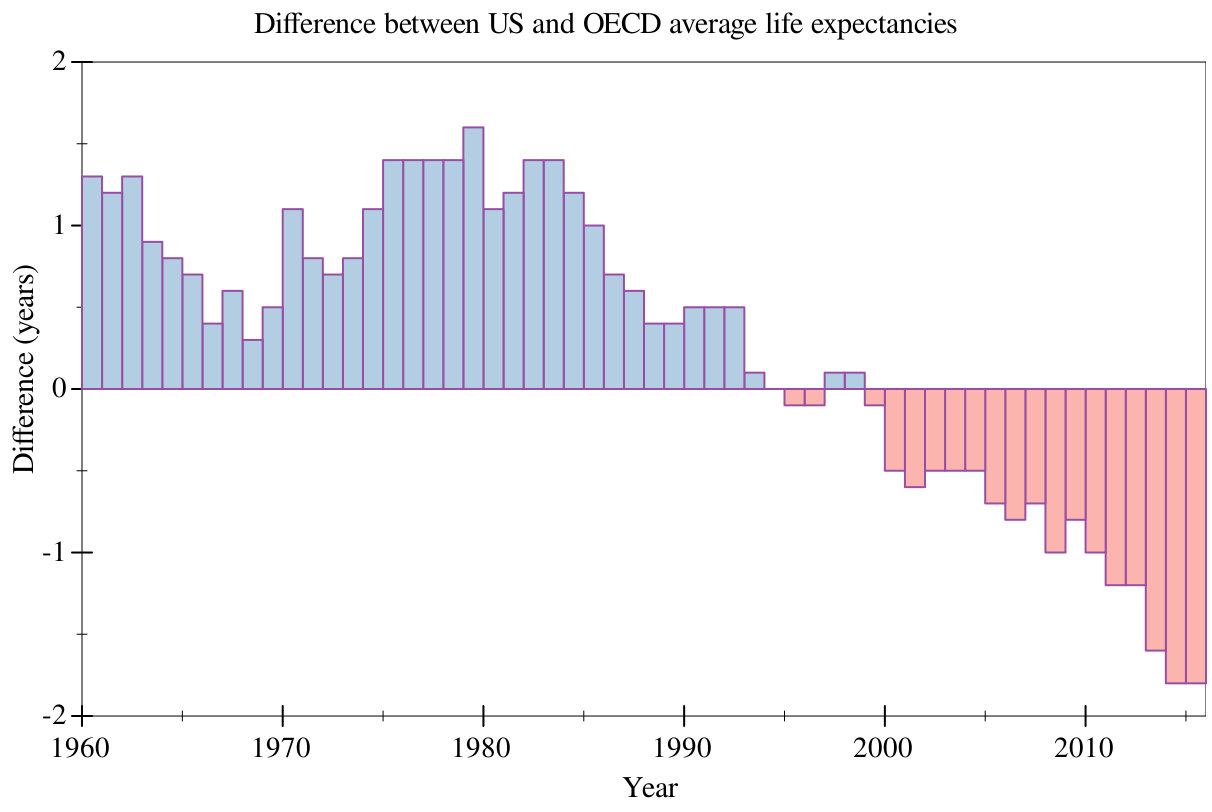 Difference between US and OECD average life expectancies
2
1
0
-1
-2
Difference (years)
1960 1970 1980 1990 2000 2010
Year